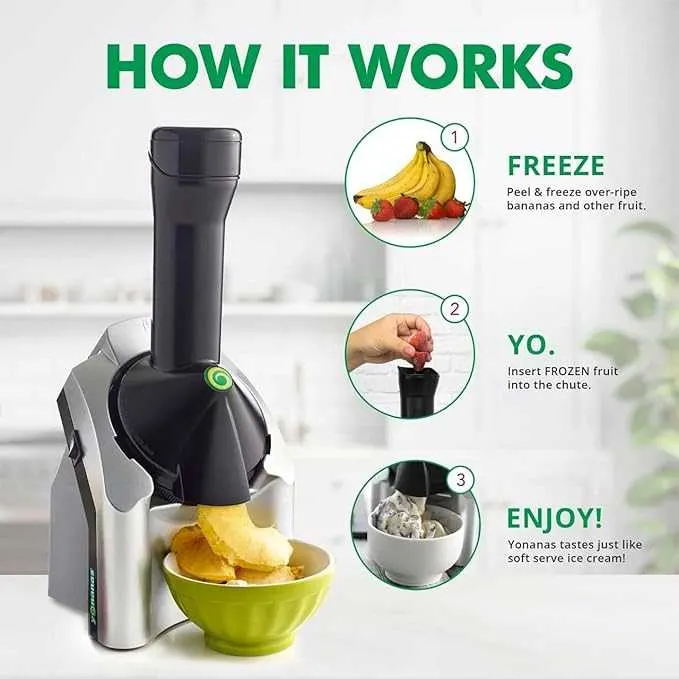 HOW IT WORKS
1
FREEZE
Peel & freeze over-ripe
bananas and other fruit.
2
YO.
Insert FROZEN fruit
into the chute.
3
ENJOY!
Yonanas tastes just like
soft serve ice cream!
yonanas